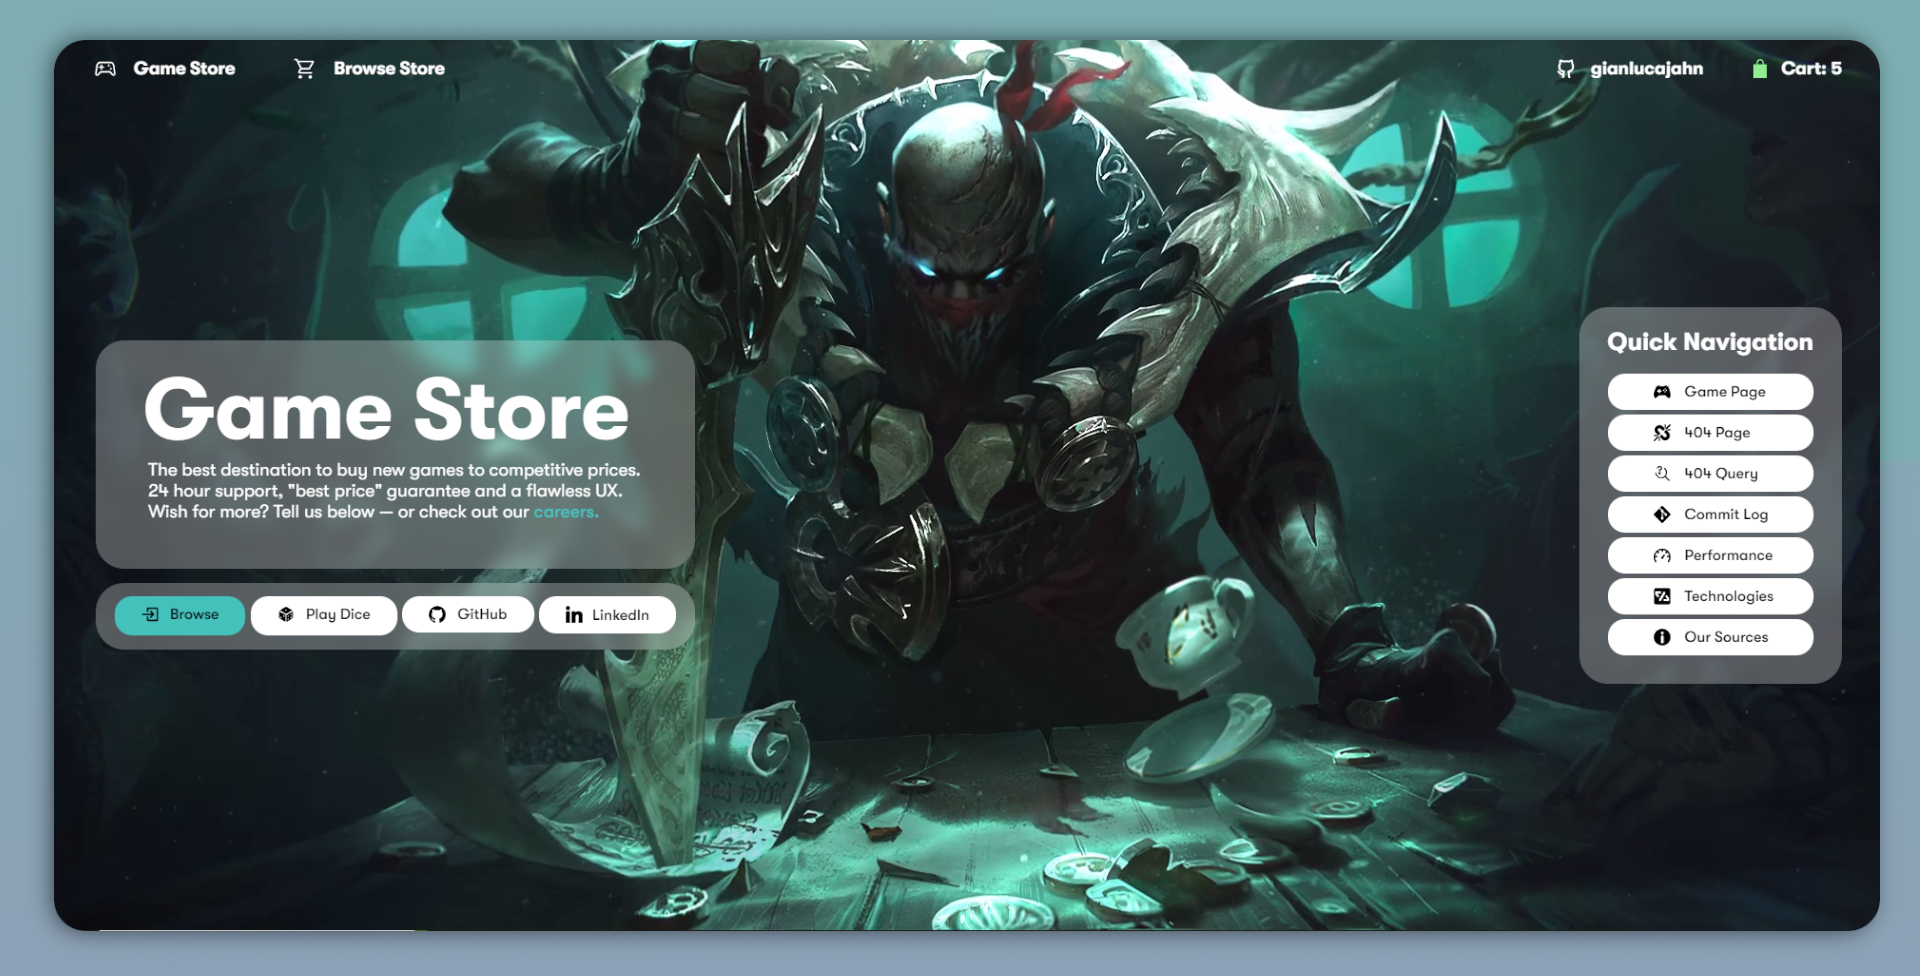 Game Store
Browse Store
gianlucajahn
Cart: 5
Game Store
The best destination to buy new games to competitive prices.
24 hour support, "best price" guarantee and a flawless UX.
Wish for more? Tell us below — or check out our careers.
Browse
Play Dice
GitHub
LinkedIn
Quick Navigation
Game Page
404 Page
404 Query
Commit Log
Performance
Technologies
Our Sources